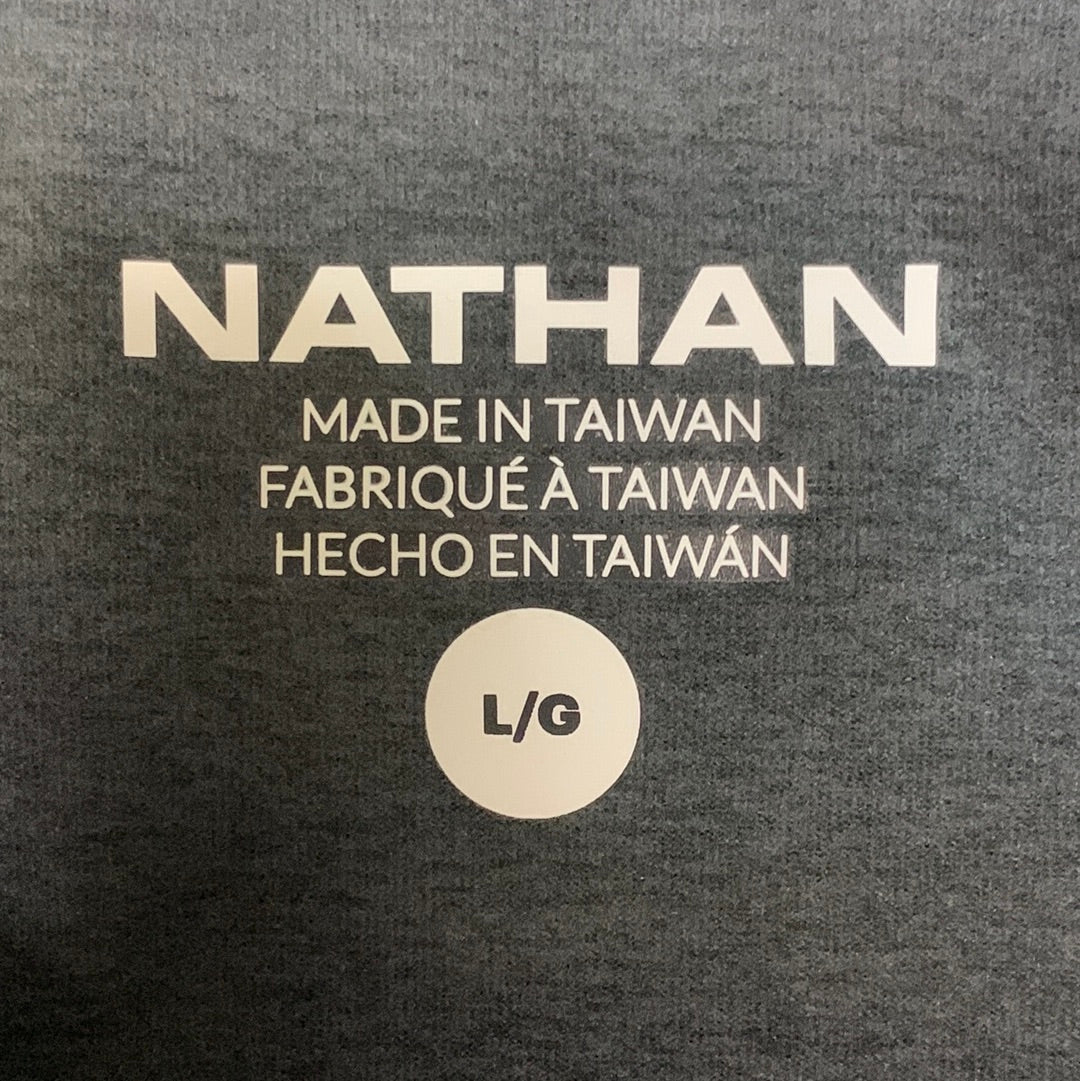 NATHAN
MADE IN TAIWAN
FABRIQUÉ À TAIWAN
HECHO EN TAIWÁN
L/G